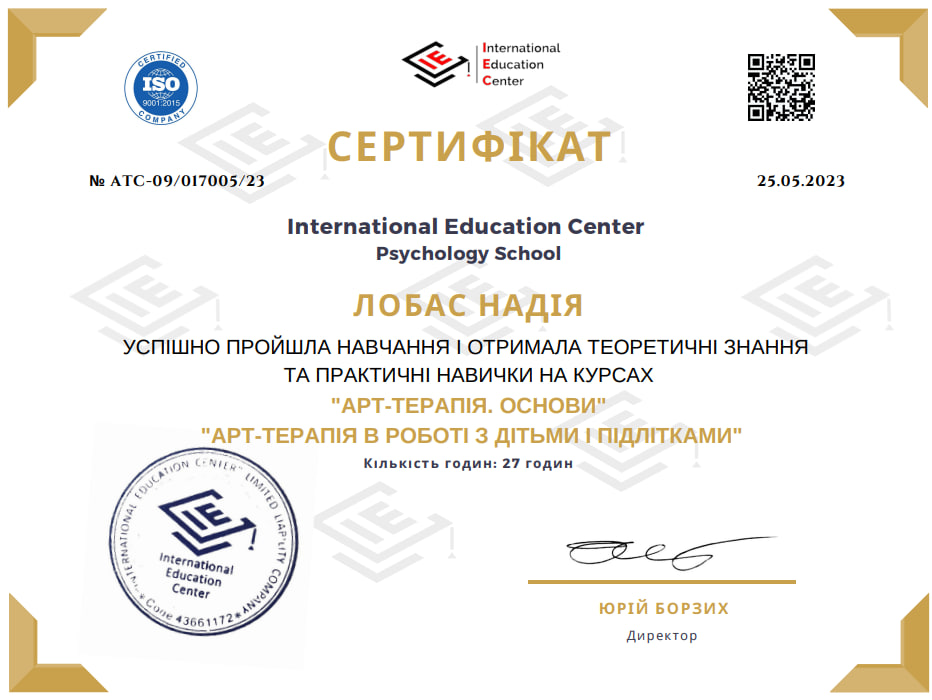 CERTIFIED
ISO
9001:2015
COMPANY
International
Education
Center
СЕРТИФІКАТ
№ ATC-09/017005/23
25.05.2023
International Education Center
Psychology School
ЛОБАС НАДІЯ
УСПІШНО ПРОЙШЛА НАВЧАННЯ І ОТРИМАЛА ТЕОРЕТИЧНІ ЗНАННЯ
ТА ПРАКТИЧНІ НАВИЧКИ НА КУРСАХ
"АРТ-ТЕРАПІЯ. ОСНОВИ"
"АРТ-ТЕРАПІЯ В РОБОТІ З ДІТЬМИ І ПІДЛІТКАМИ"
Кількість годин: 27 годин
"INTERNATIONAL EDUCATION CENTER" LIMITED LIABILITY COMPANY
International
Education
Center
* Code 43661172 *
ЮРІЙ БОРЗИХ
Директор